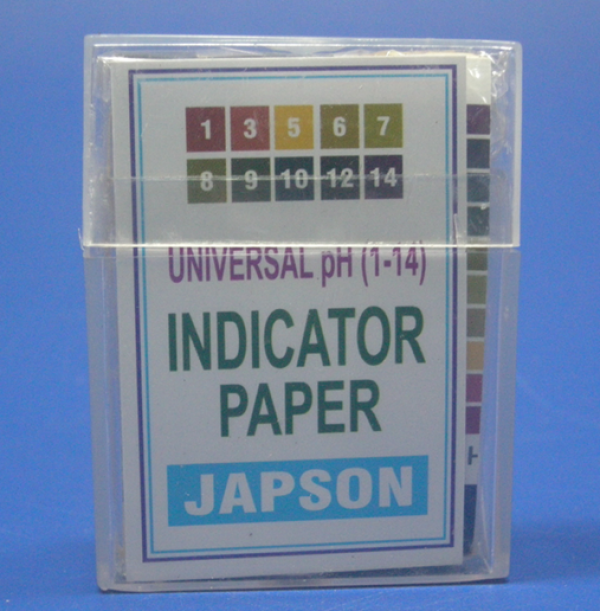 1 3 5 6 7
8 9 10 12 14
UNIVERSAL pH (1-14)
INDICATOR
PAPER
JAPSON